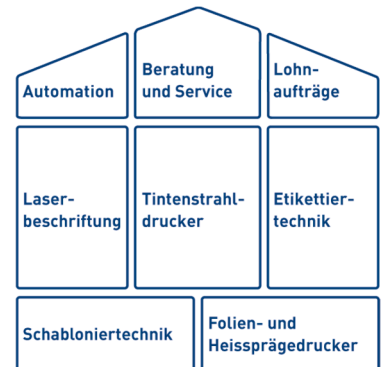 Automation
Beratung
und Service
Lohn-
aufträge
Laser-
beschriftung
Tintenstrahl-
drucker
Etikettier-
technik
Schabloniertechnik
Folien- und
Heissprägedrucker